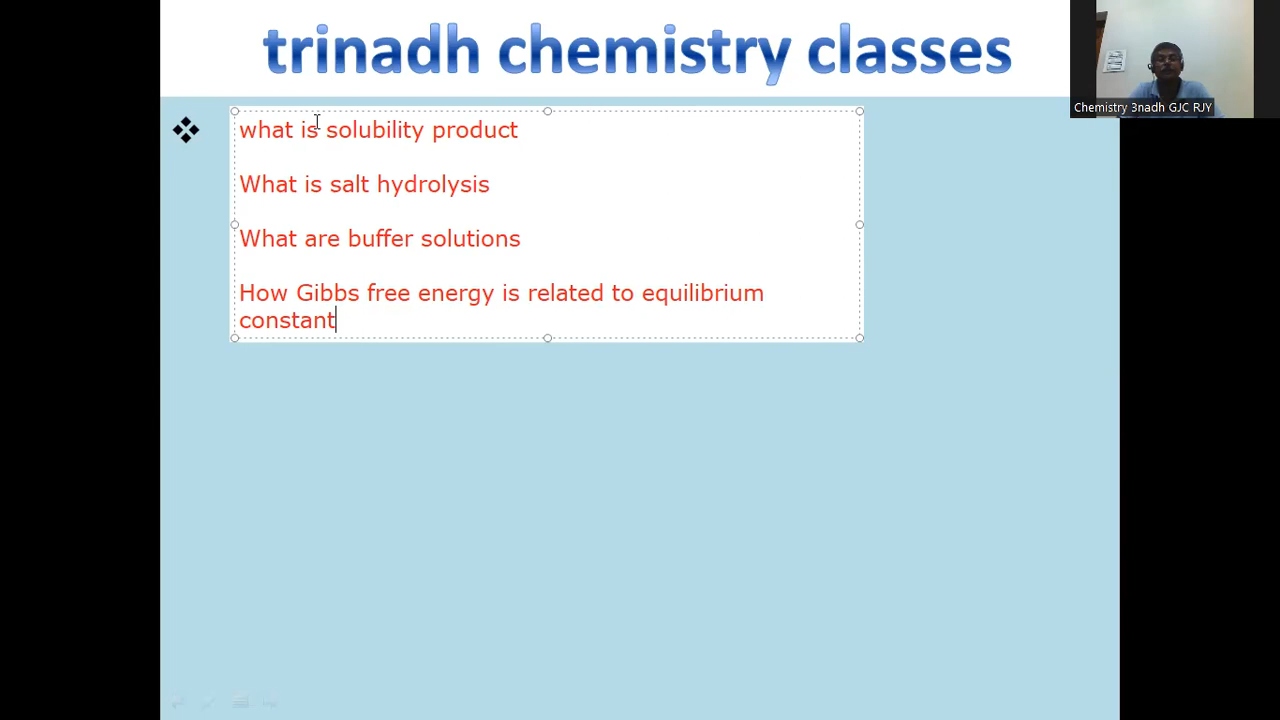 trinadh chemistry classes
Chemistry 3nadh GJC RJY
what is solubility product
What is salt hydrolysis
What are buffer solutions
How Gibbs free energy is related to equilibrium
constant